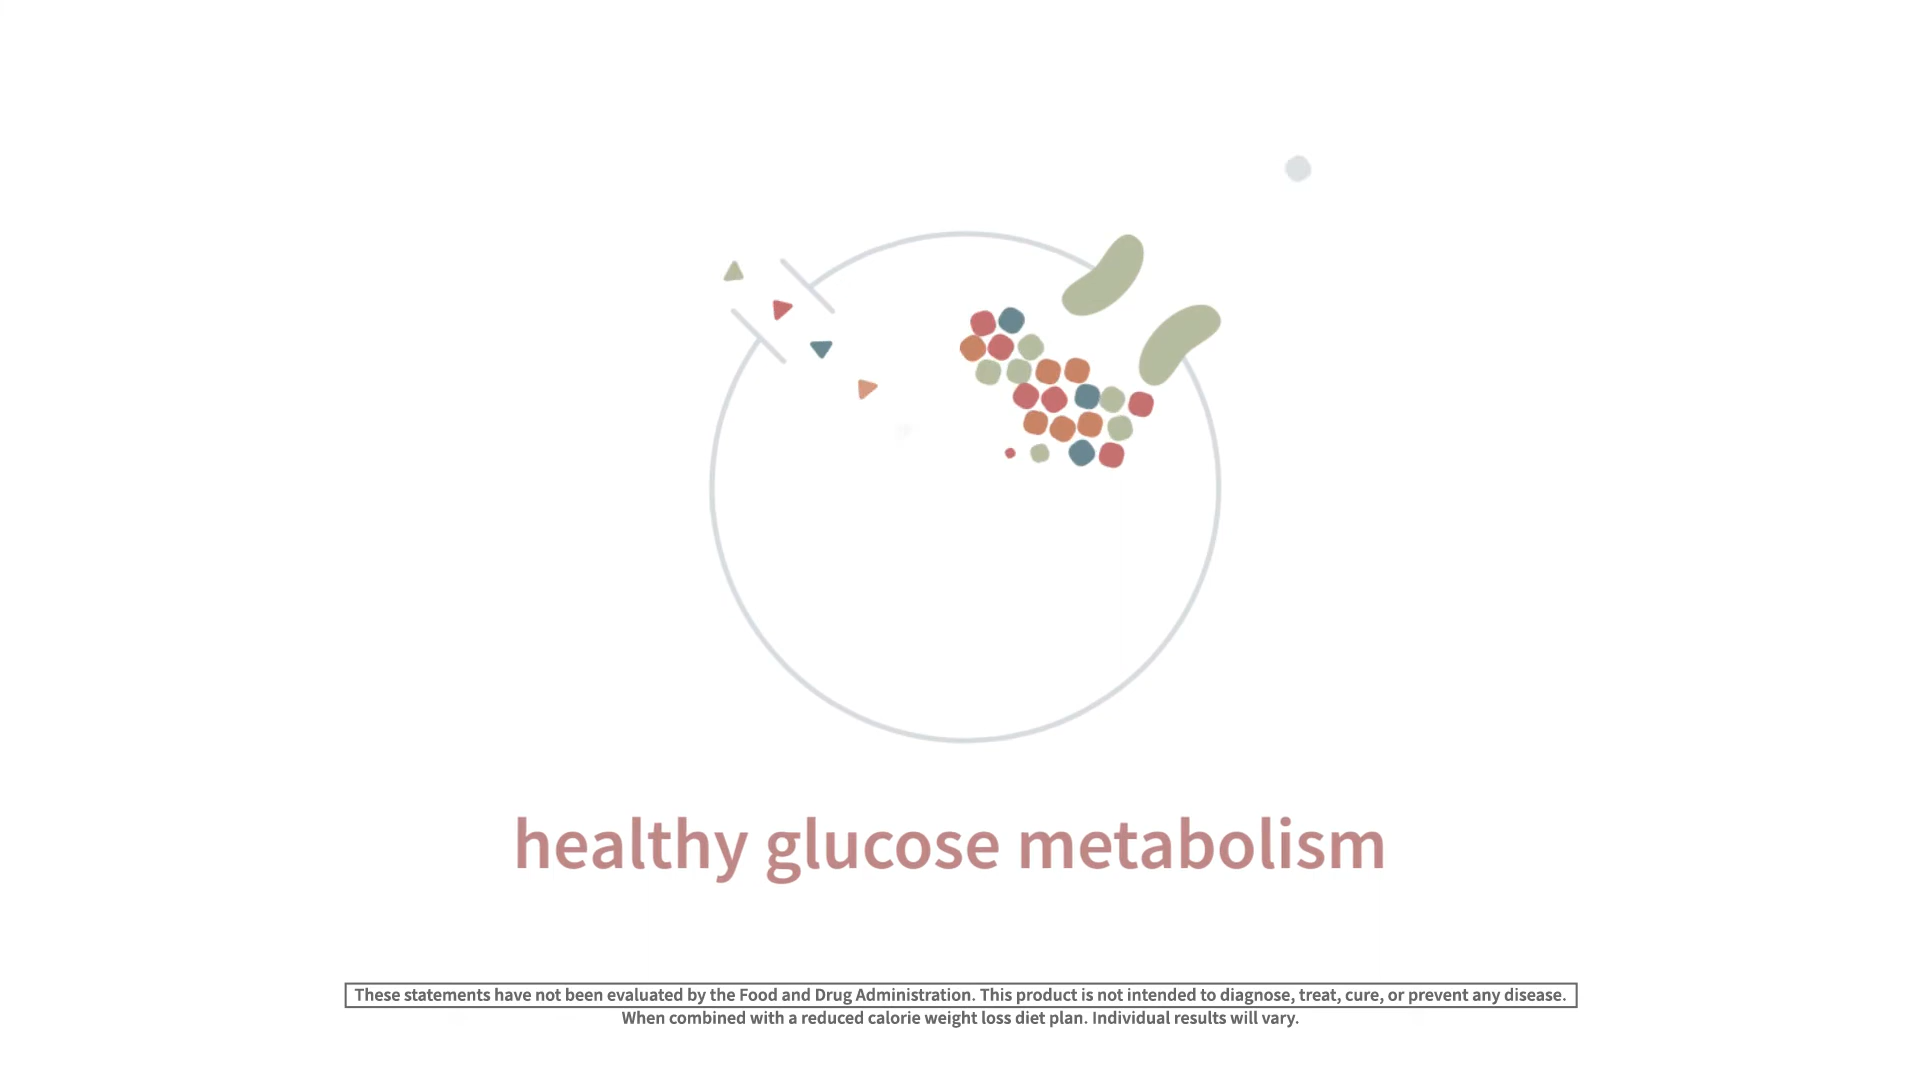 healthy glucose metabolism
These statements have not been evaluated by the Food and Drug Administration. This product is not intended to diagnose, treat, cure, or prevent any disease.
When combined with a reduced calorie weight loss diet plan. Individual results will vary.